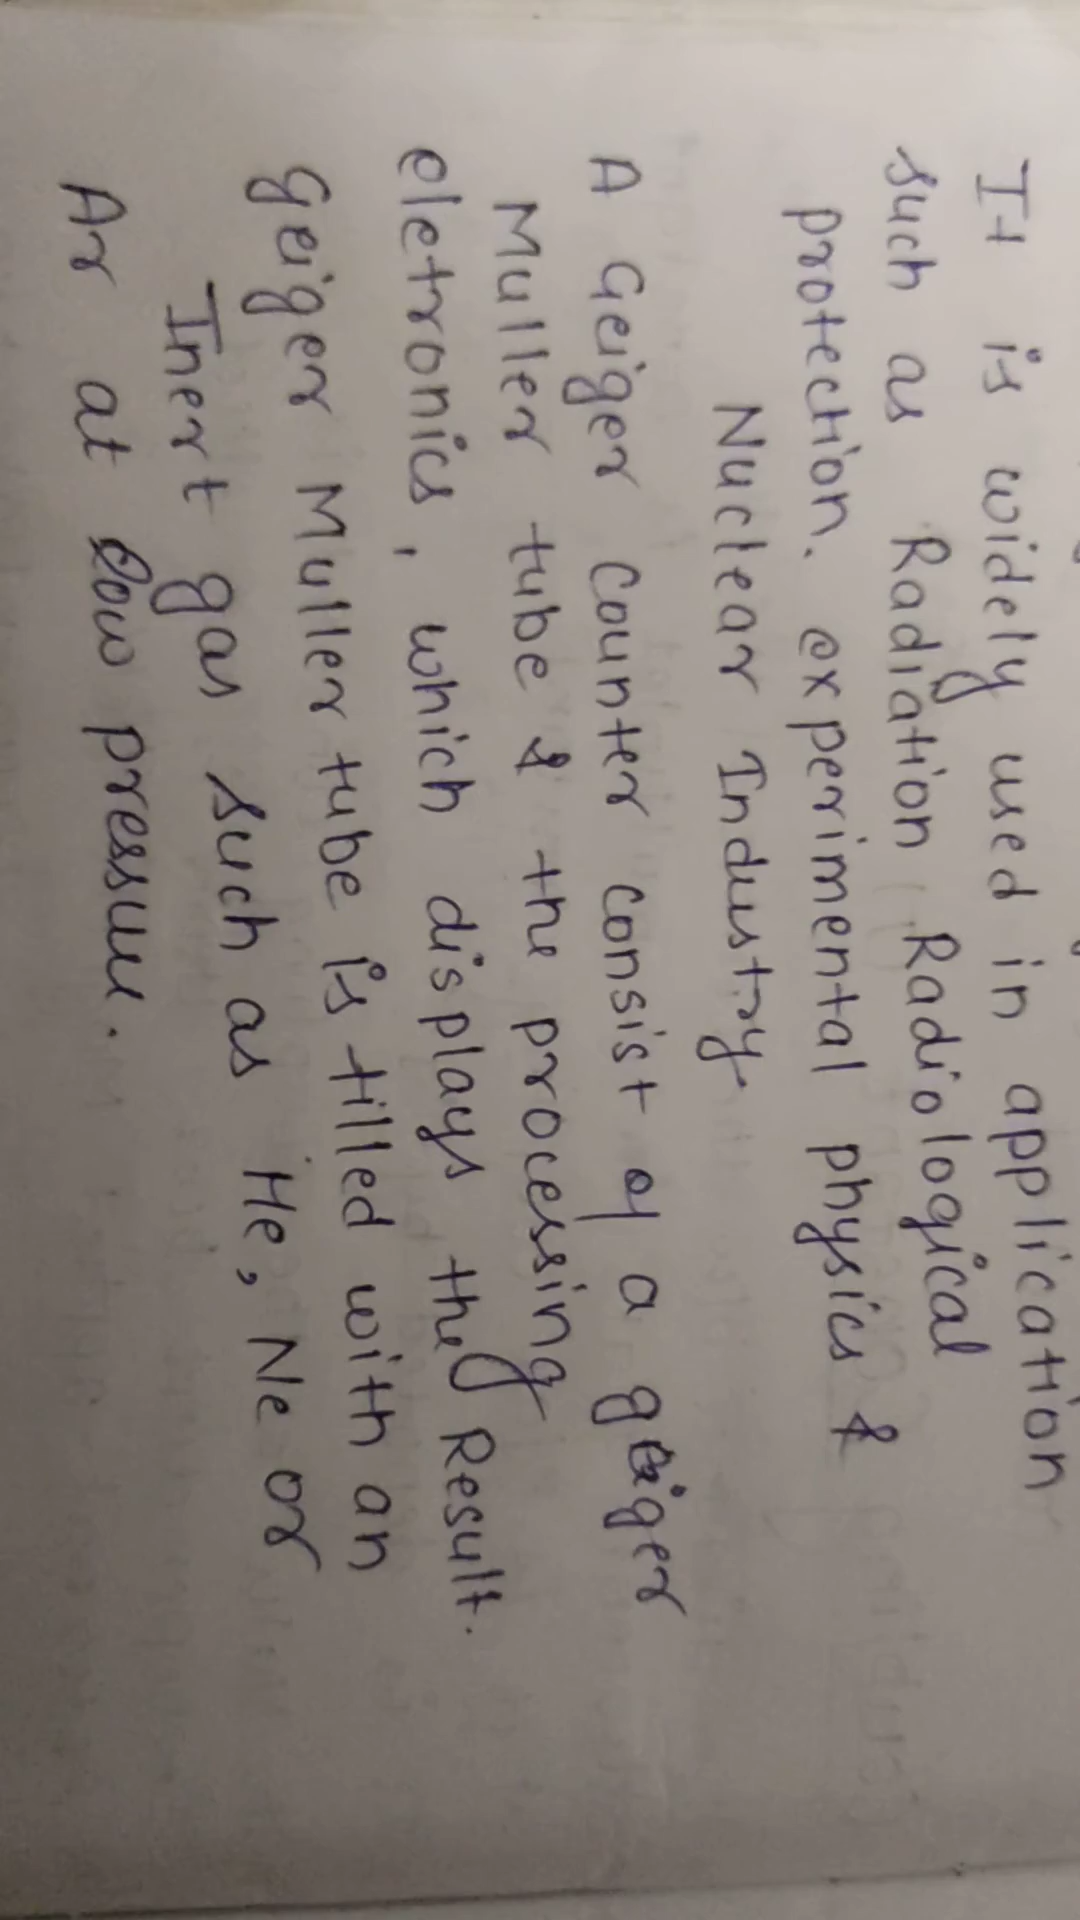 It is widely used in application
such as Radiation Radiological
protection. experimental physics &
Nuclear Industry
A Geiger Counter consist of a geiger
Muller tube & the processing
eletronics, which displays the Result.
Geiger Muller tube is filled with an
Inert gas such as He, Ne or
Ar at low pressure.